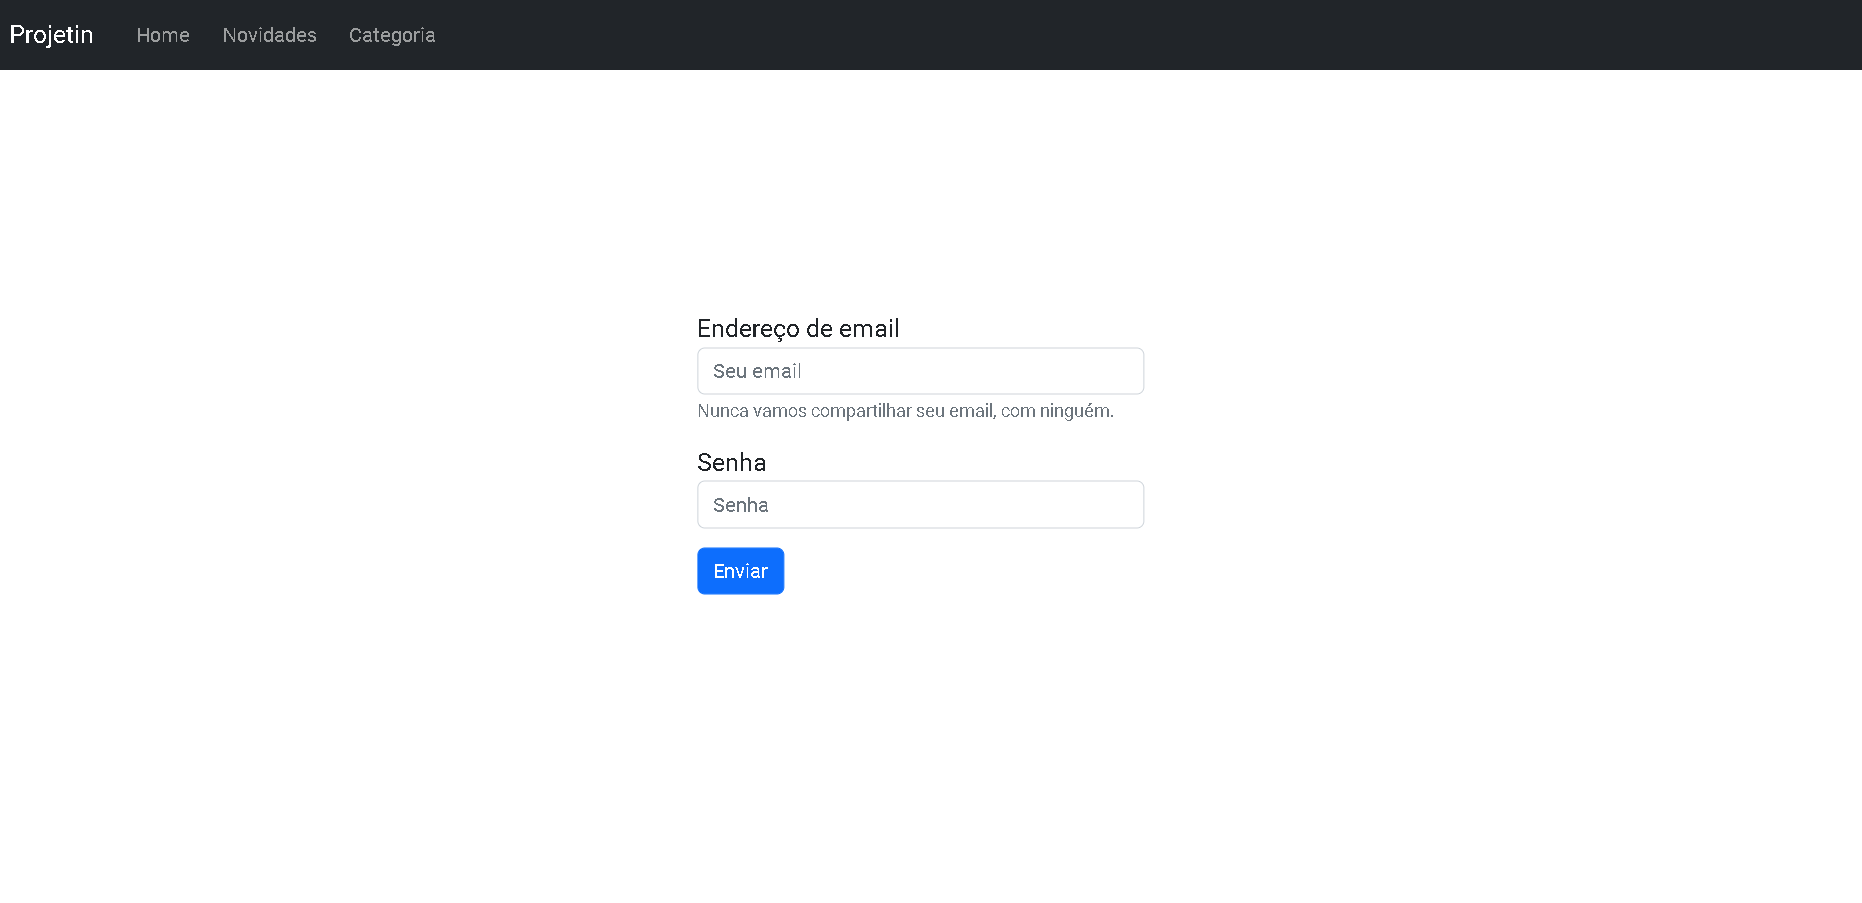 Projetin Home Novidades Categoria
Endereço de email
Seu email
Nunca vamos compartilhar seu email, com ninguém.
Senha
Senha
Enviar